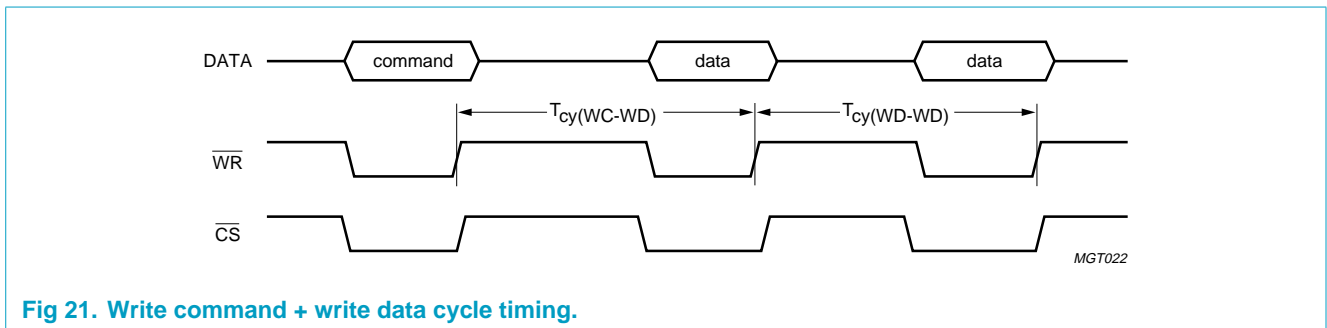 DATA command data data
Tcy(WC-WD) Tcy(WD-WD)
WR
CS
MGT022
Fig 21. Write command + write data cycle timing.